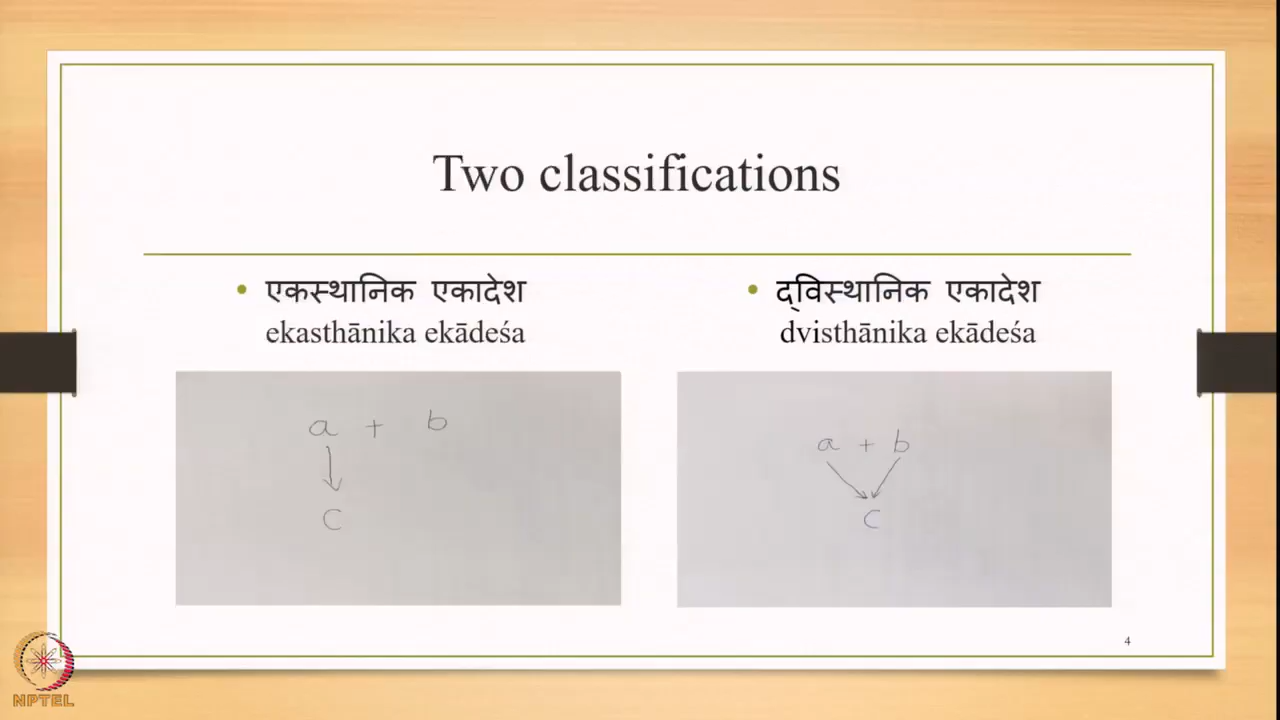 Two classifications
• एकस्थानिक एकादेश
ekasthānika ekādeśa
a + b
c
• द्‌विस्थानिक एकादेश
dvisthānika ekādeśa
a + b
c
4
NPTEL